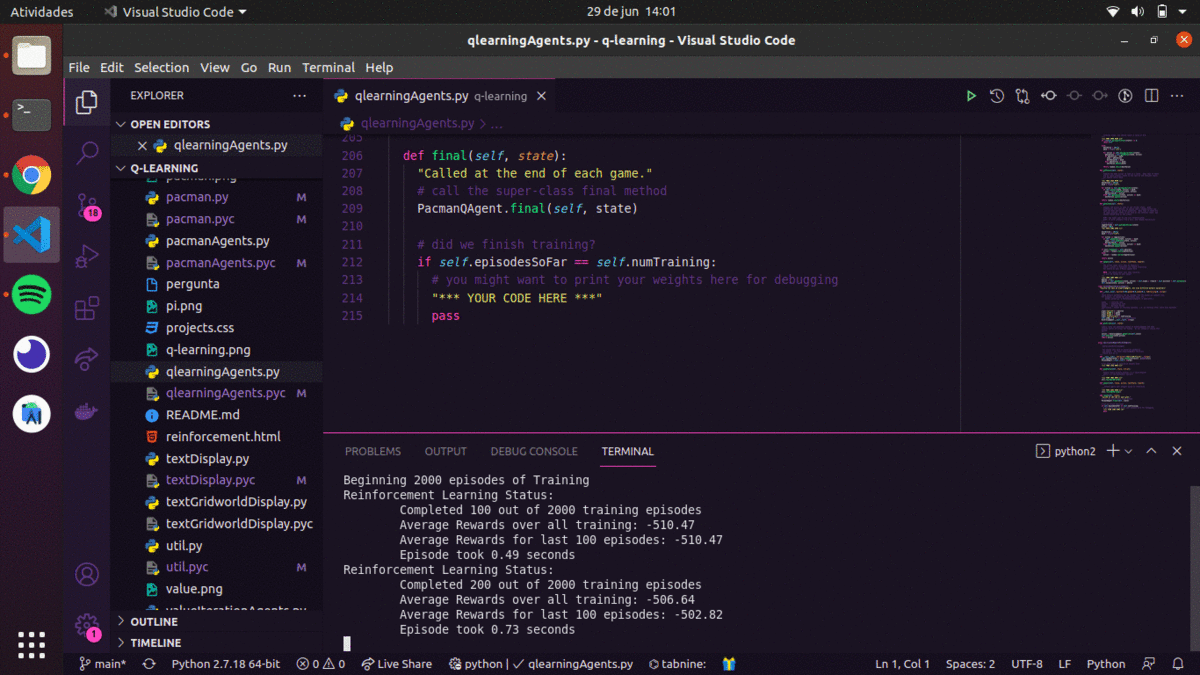 Atividades
Visual Studio Code
29 de jun 14:01
qlearningAgents.py - q-learning - Visual Studio Code
File Edit Selection View Go Run Terminal Help
EXPLORER
OPEN EDITORS
qlearningAgents.py
Q-LEARNING
pacman.png
pacman.py M
pacman.pyc M
pacmanAgents.py
pacmanAgents.pyc M
pergunta
pi.png
projects.css
q-learning.png
qlearningAgents.py
qlearningAgents.pyc M
README.md
reinforcement.html
textDisplay.py
textDisplay.pyc M
textGridworldDisplay.py
textGridworldDisplay.pyc
util.py
util.pyc M
value.png
valueIterationAgents.py
OUTLINE
TIMELINE
18
1
qlearningAgents.py q-learning
qlearningAgents.py > ...
205
206 def final(self, state):
207 "Called at the end of each game."
208 # call the super-class final method
209 PacmanQAgent.final(self, state)
210
211 # did we finish training?
212 if self.episodesSoFar == self.numTraining:
213 # you might want to print your weights here for debugging
214 "*** YOUR CODE HERE ***"
215 pass
PROBLEMS OUTPUT DEBUG CONSOLE TERMINAL
python2
Beginning 2000 episodes of Training
Reinforcement Learning Status:
Completed 100 out of 2000 training episodes
Average Rewards over all training: -510.47
Average Rewards for last 100 episodes: -510.47
Episode took 0.49 seconds
Reinforcement Learning Status:
Completed 200 out of 2000 training episodes
Average Rewards over all training: -506.64
Average Rewards for last 100 episodes: -502.82
Episode took 0.73 seconds
main* Python 2.7.18 64-bit 0 0 Live Share python | ✓ qlearningAgents.py tabnine: Ln 1, Col 1 Spaces: 2 UTF-8 LF Python